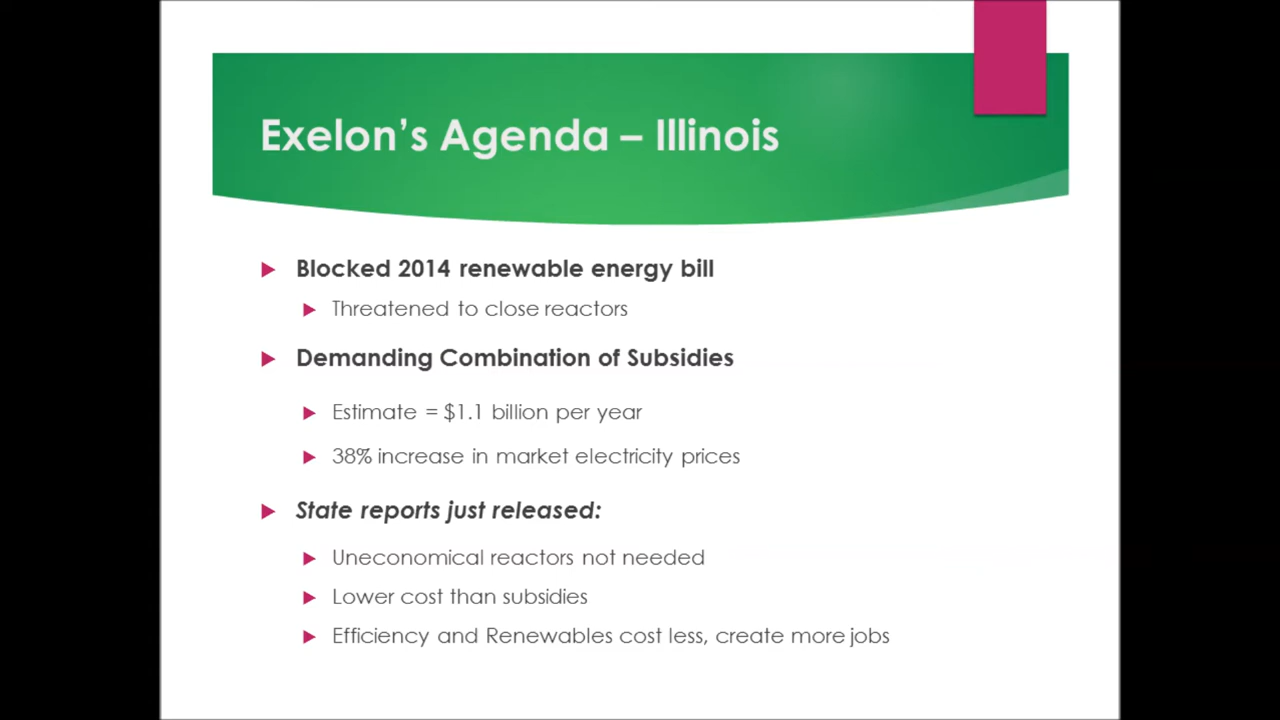 Exelon’s Agenda – Illinois
Blocked 2014 renewable energy bill
Threatened to close reactors
Demanding Combination of Subsidies
Estimate = $1.1 billion per year
38% increase in market electricity prices
State reports just released:
Uneconomical reactors not needed
Lower cost than subsidies
Efficiency and Renewables cost less, create more jobs